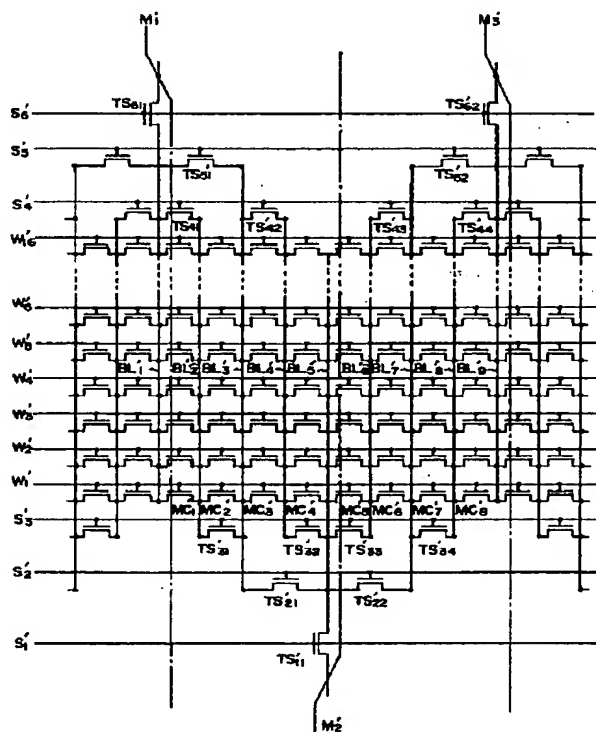 M1' M3'
TS61' TS62'
S6'
S5'
TS51' TS52'
S4'
TS41' TS42' TS43' TS44'
W16'
W6'
W5'
BL1'~ BL2' BL3'~ BL4'~ BL5'~ BL6' BL7'~ BL8'~ BL9'~
W4'
W3'
W2'
W1'
MC1' MC2' MC3' MC4' MC5' MC6' MC7' MC8'
S3'
TS32' TS33' TS34'
S2'
TS21' TS22'
S1'
TS11'
M2'